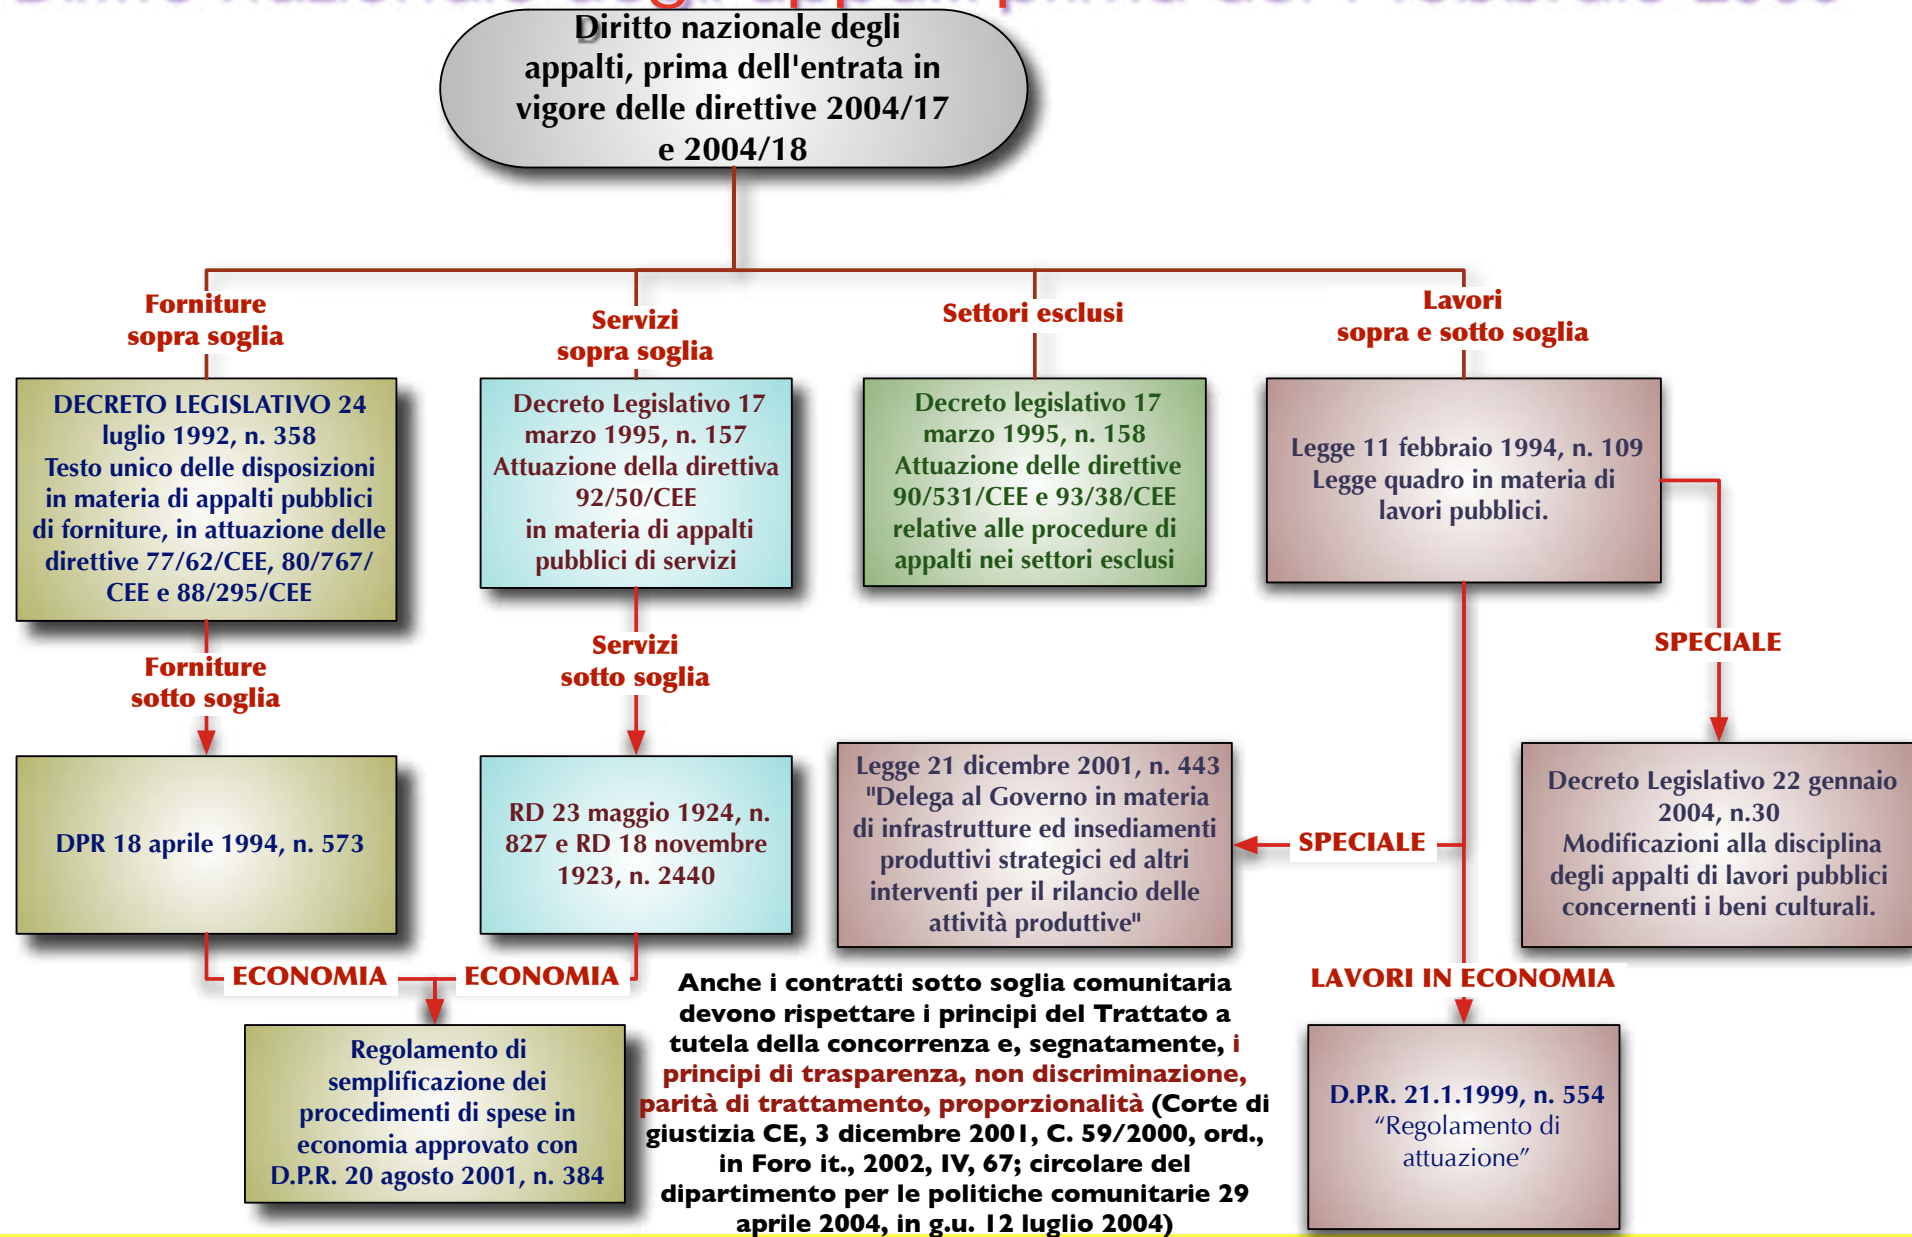 Diritto nazionale degli
appalti, prima dell'entrata in
vigore delle direttive 2004/17
e 2004/18
Forniture
sopra soglia
Servizi
sopra soglia
Settori esclusi
Lavori
sopra e sotto soglia
DECRETO LEGISLATIVO 24
luglio 1992, n. 358
Testo unico delle disposizioni
in materia di appalti pubblici
di forniture, in attuazione delle
direttive 77/62/CEE, 80/767/
CEE e 88/295/CEE
Decreto Legislativo 17
marzo 1995, n. 157
Attuazione della direttiva
92/50/CEE
in materia di appalti
pubblici di servizi
Decreto legislativo 17
marzo 1995, n. 158
Attuazione delle direttive
90/531/CEE e 93/38/CEE
relative alle procedure di
appalti nei settori esclusi
Legge 11 febbraio 1994, n. 109
Legge quadro in materia di
lavori pubblici.
Forniture
sotto soglia
Servizi
sotto soglia
SPECIALE
DPR 18 aprile 1994, n. 573
RD 23 maggio 1924, n.
827 e RD 18 novembre
1923, n. 2440
Legge 21 dicembre 2001, n. 443
"Delega al Governo in materia
di infrastrutture ed insediamenti
produttivi strategici ed altri
interventi per il rilancio delle
attività produttive"
SPECIALE
Decreto Legislativo 22 gennaio
2004, n.30
Modificazioni alla disciplina
degli appalti di lavori pubblici
concernenti i beni culturali.
ECONOMIA
ECONOMIA
LAVORI IN ECONOMIA
Regolamento di
semplificazione dei
procedimenti di spese in
economia approvato con
D.P.R. 20 agosto 2001, n. 384
Anche i contratti sotto soglia comunitaria
devono rispettare i principi del Trattato a
tutela della concorrenza e, segnatamente, i
principi di trasparenza, non discriminazione,
parità di trattamento, proporzionalità (Corte di
giustizia CE, 3 dicembre 2001, C. 59/2000, ord.,
in Foro it., 2002, IV, 67; circolare del
dipartimento per le politiche comunitarie 29
aprile 2004, in g.u. 12 luglio 2004)
D.P.R. 21.1.1999, n. 554
“Regolamento di
attuazione”